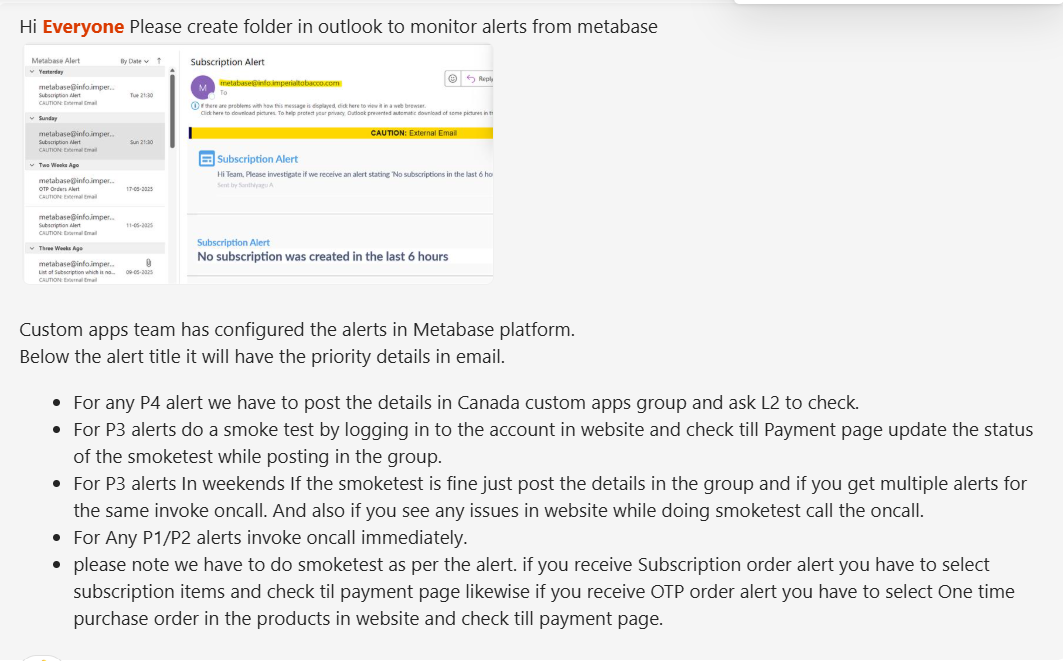 Hi Everyone Please create folder in outlook to monitor alerts from metabase
Metabase Alert
By Date
Yesterday
metabase@info.imper...
Subscription Alert
Tue 21:30
CAUTION: External Email
Sunday
metabase@info.imper...
Subscription Alert
Sun 21:30
CAUTION: External Email
Two Weeks Ago
metabase@info.imper...
OTP Orders Alert
17-05-2025
CAUTION: External Email
metabase@info.imper...
Subscription Alert
11-05-2025
CAUTION: External Email
Three Weeks Ago
metabase@info.imper...
List of Subscription which is no...
09-05-2025
CAUTION: External Email
Subscription Alert
M
metabase@info.imperialtobacco.com
To
Reply
If there are problems with how this message is displayed, click here to view it in a web browser.
Click here to download pictures. To help protect your privacy, Outlook prevented automatic download of some pictures in
CAUTION: External Email
Subscription Alert
Hi Team, Please investigate if we receive an alert stating 'No subscriptions in the last 6 ho
Sent by
Subscription Alert
No subscription was created in the last 6 hours
Custom apps team has configured the alerts in Metabase platform.
Below the alert title it will have the priority details in email.
• For any P4 alert we have to post the details in Canada custom apps group and ask L2 to check.
• For P3 alerts do a smoke test by logging in to the account in website and check till Payment page update the status
of the smoketest while posting in the group.
• For P3 alerts In weekends If the smoketest is fine just post the details in the group and if you get multiple alerts for
the same invoke oncall. And also if you see any issues in website while doing smoketest call the oncall.
• For Any P1/P2 alerts invoke oncall immediately.
• please note we have to do smoketest as per the alert. if you receive Subscription order alert you have to select
subscription items and check til payment page likewise if you receive OTP order alert you have to select One time
purchase order in the products in website and check till payment page.